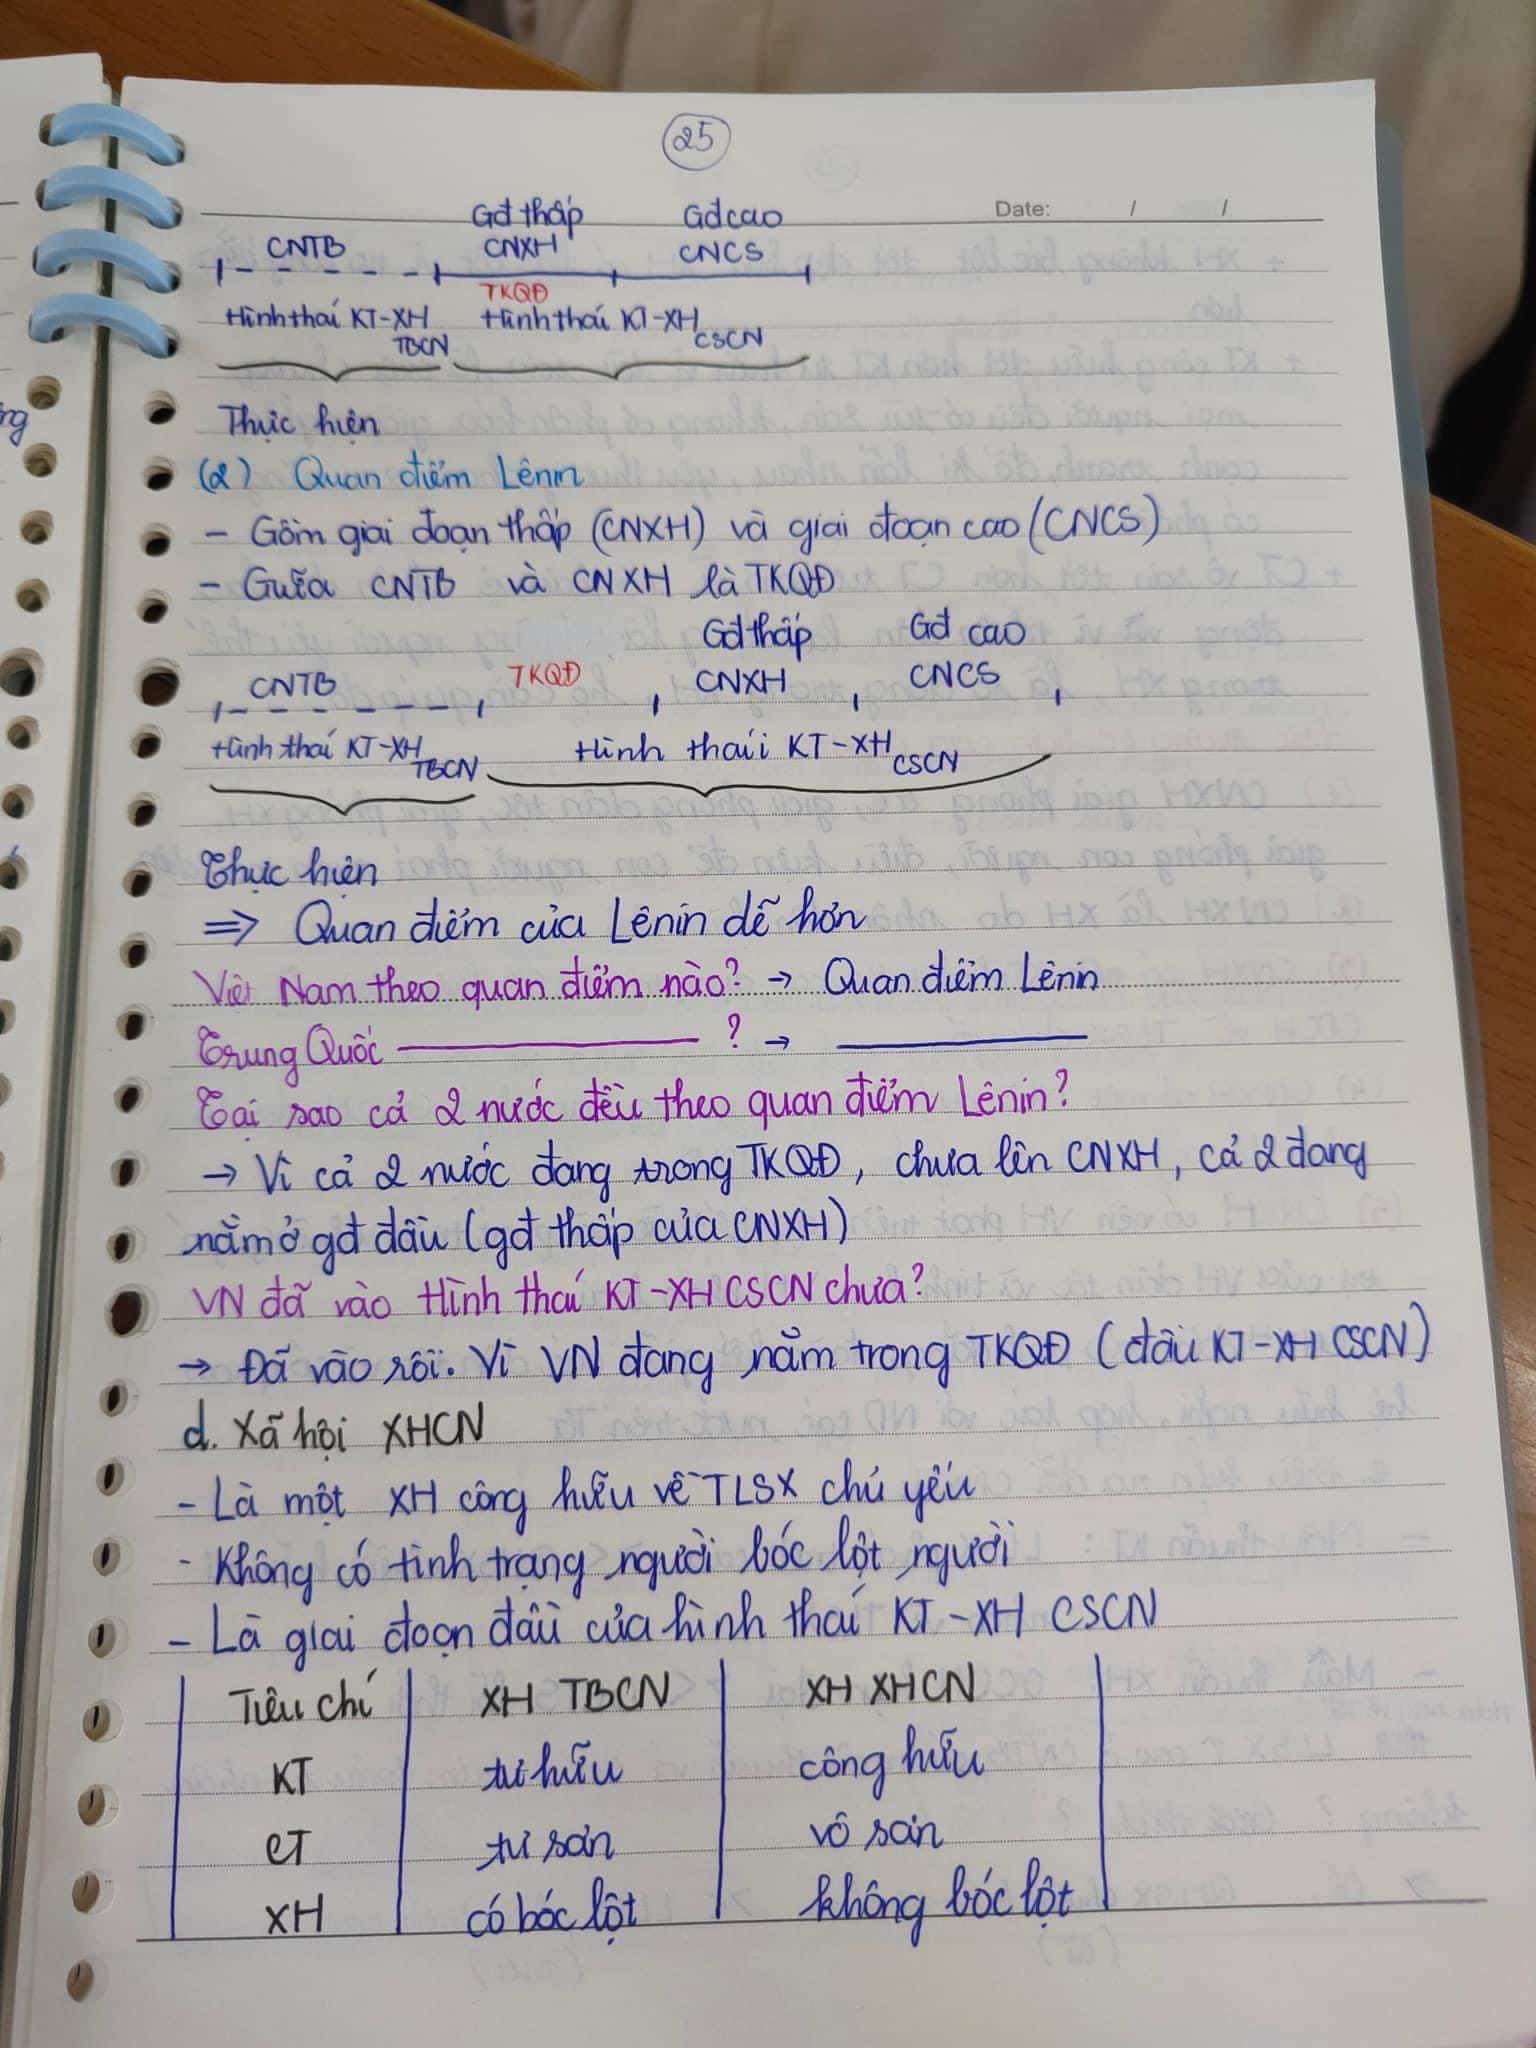 25
Date: / /
Gđ thấp Gđ cao
CNTB CNXH CNCS
TKQĐ
Hình thái KT-XH TBCN Hình thái KT-XH CSCN
Thực hiện
(2) Quan điểm Lênin
- Gồm giai đoạn thấp (CNXH) và giai đoạn cao (CNCS)
- Giữa CNTB và CNXH là TKQĐ
Gđ thấp Gđ cao
CNTB TKQĐ CNXH CNCS
Hình thái KT-XH TBCN Hình thái KT-XH CSCN
Thực hiện
⇒ Quan điểm của Lênin dễ hơn
Việt Nam theo quan điểm nào? → Quan điểm Lênin
Trung Quốc ——— ? → ———
Tại sao cả 2 nước đều theo quan điểm Lênin?
→ Vì cả 2 nước đang trong TKQĐ, chưa lên CNXH, cả 2 đang
nằm ở gđ đầu (gđ thấp của CNXH)
VN đã vào Hình thái KT-XH CSCN chưa?
→ Đã vào rồi. Vì VN đang nằm trong TKQĐ (đầu KT-XH CSCN)
d. Xã hội XHCN
- Là một XH công hữu về TLSX chủ yếu
- Không có tình trạng người bóc lột người
- Là giai đoạn đầu của hình thái KT-XH CSCN
Tiêu chí XH TBCN XH XHCN
KT tư hữu công hữu
CT tư sản vô sản
XH có bóc lột không bóc lột